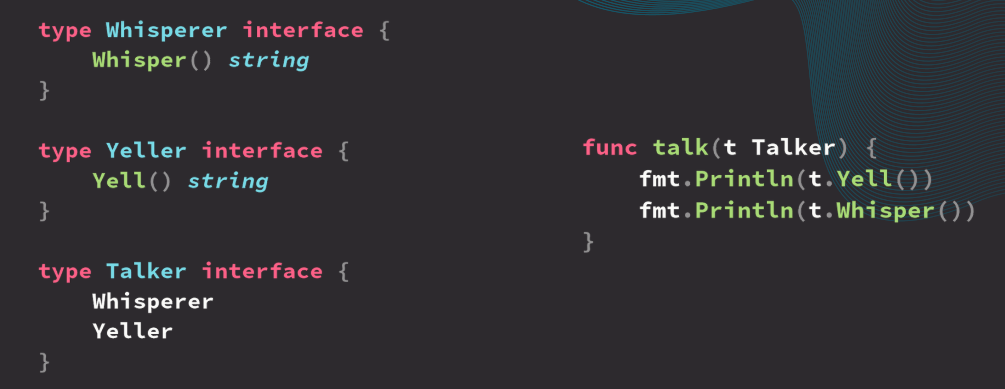 type Whisperer interface {
    Whisper() string
}
type Yeller interface {
    Yell() string
}
type Talker interface {
    Whisperer
    Yeller
}
func talk(t Talker) {
    fmt.Println(t.Yell())
    fmt.Println(t.Whisper())
}